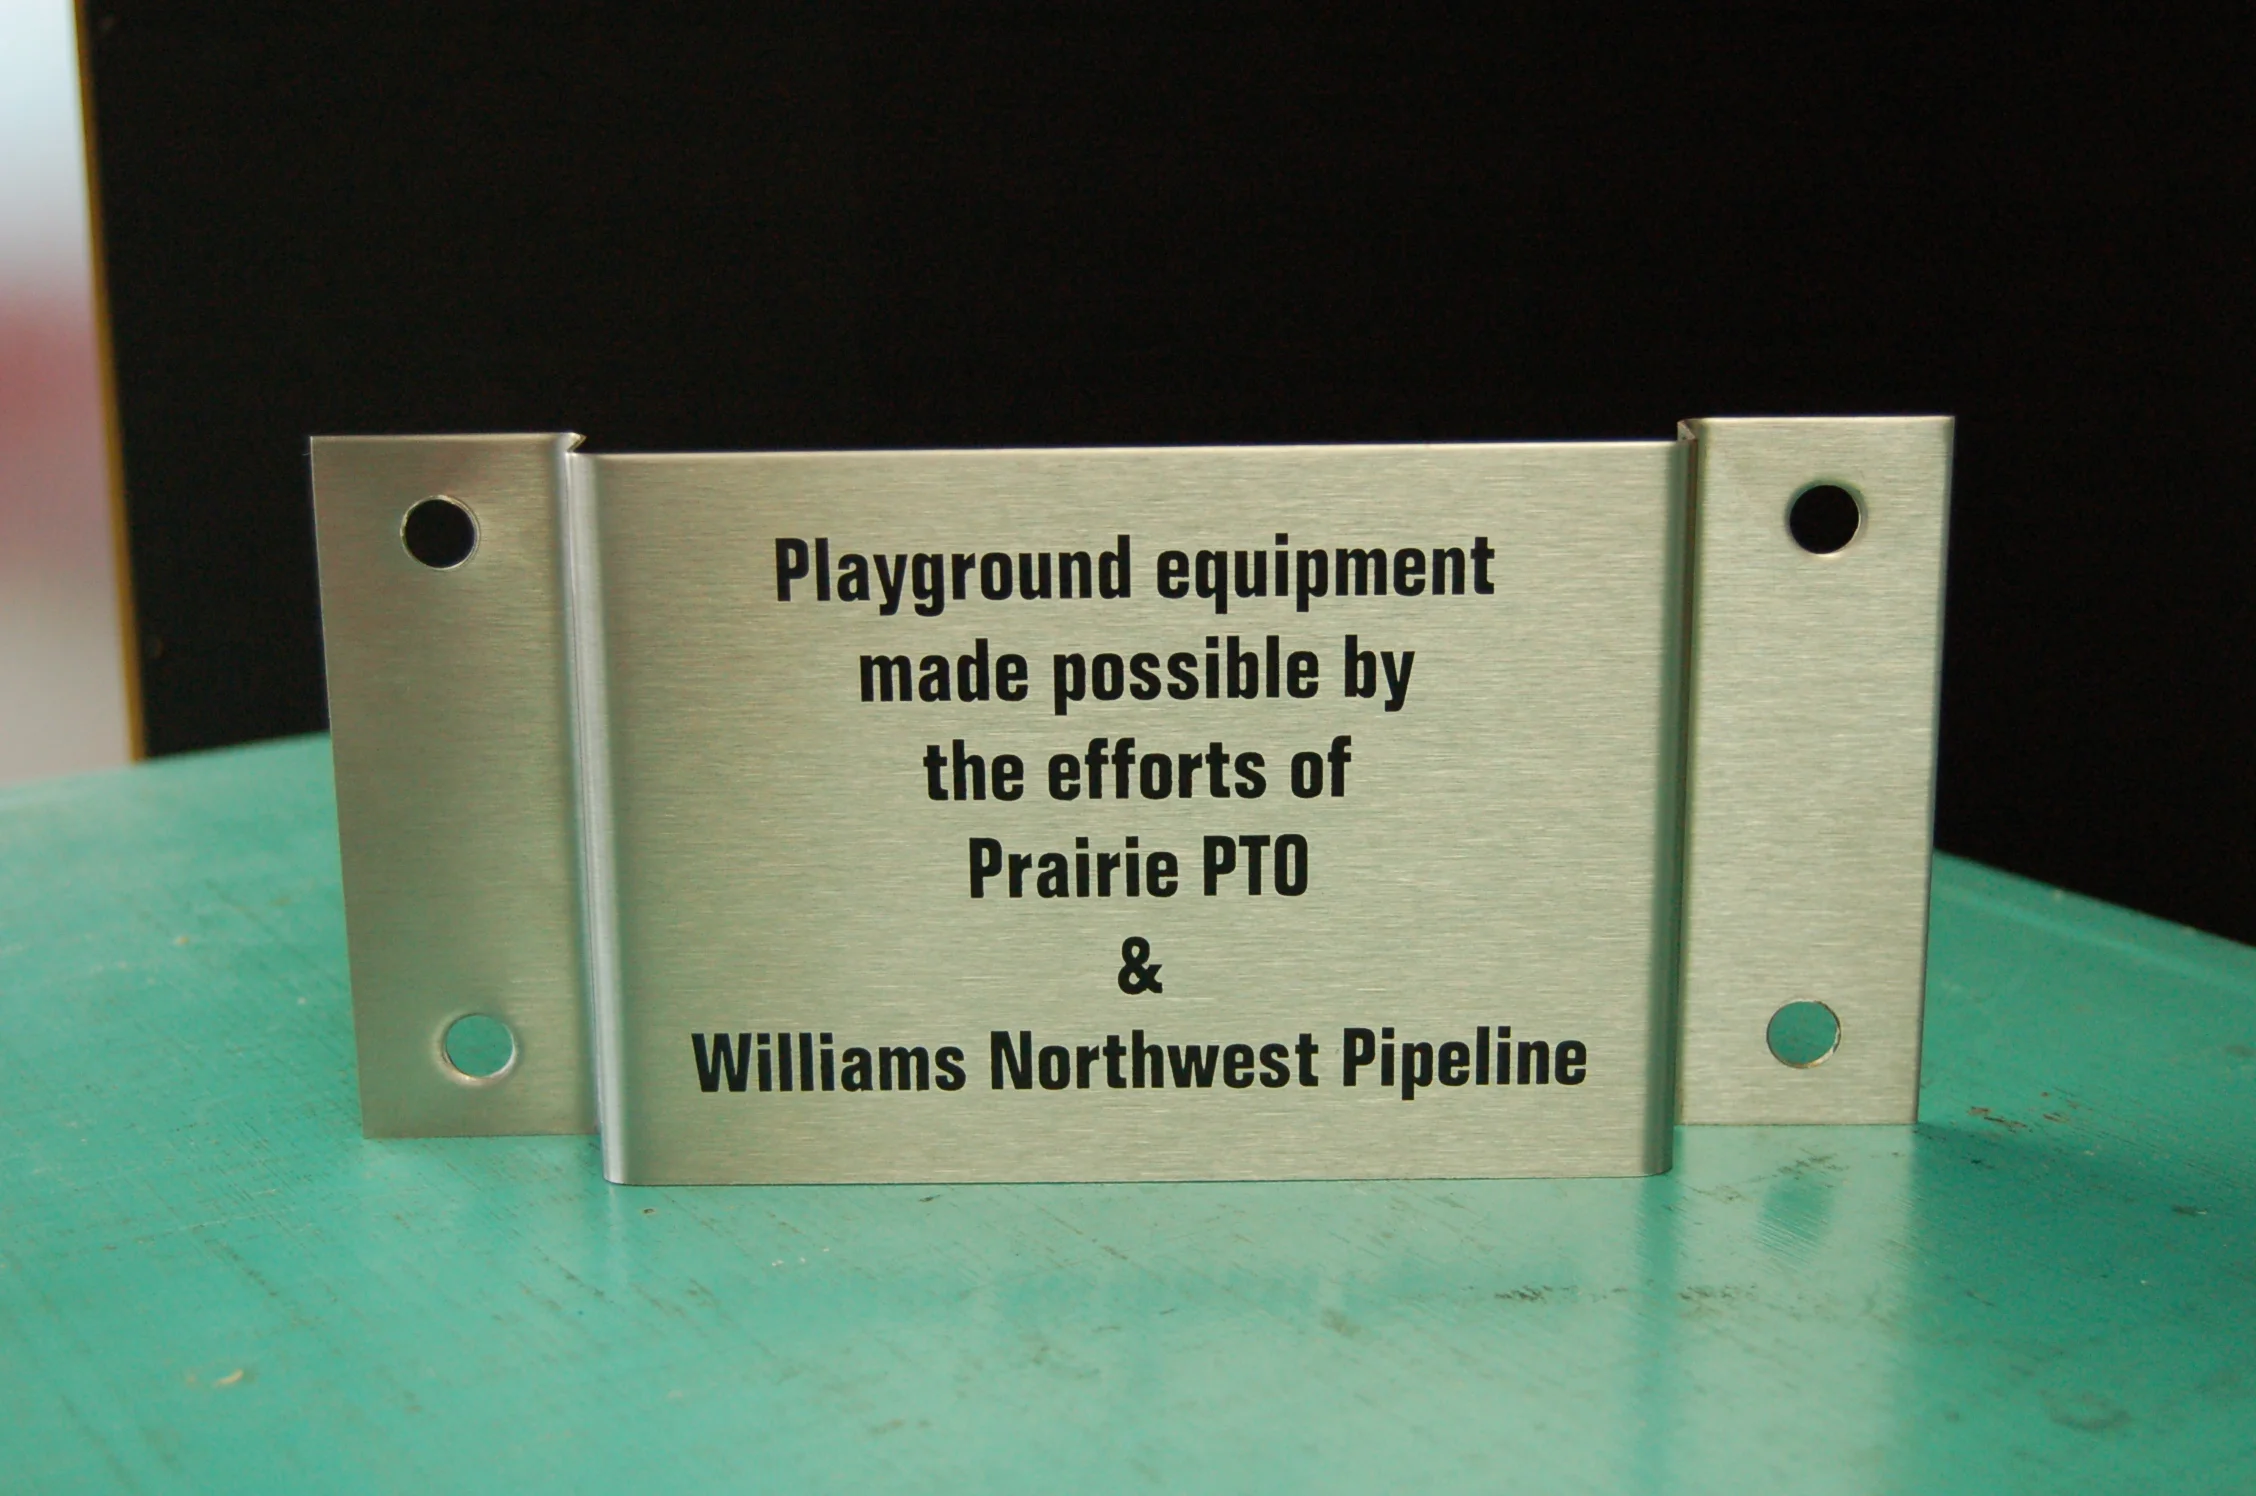 Playground equipment
made possible by
the efforts of
Prairie PTO
&
Williams Northwest Pipeline